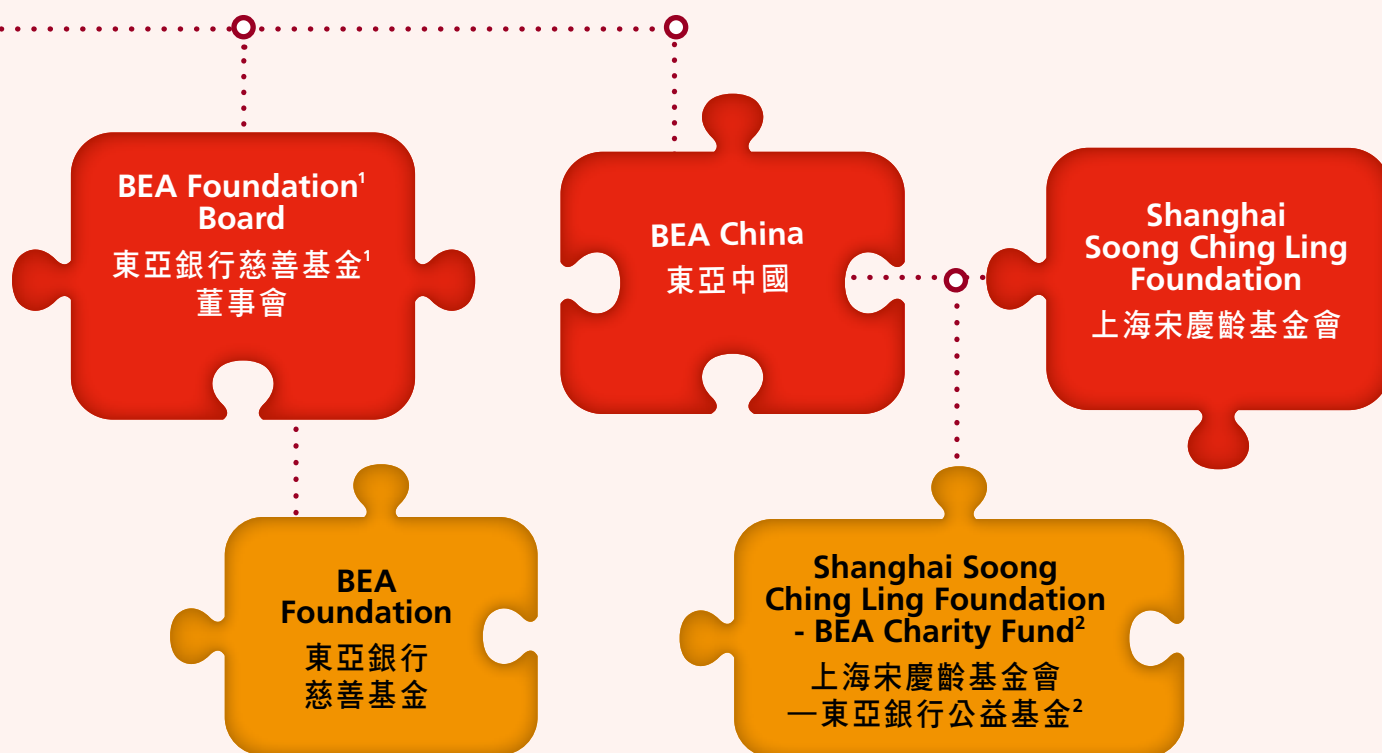 BEA Foundation¹
Board
東亞銀行慈善基金¹
董事會
BEA China
東亞中國
Shanghai
Soong Ching Ling
Foundation
上海宋慶齡基金會
BEA
Foundation
東亞銀行
慈善基金
Shanghai Soong
Ching Ling Foundation
- BEA Charity Fund²
上海宋慶齡基金會
—東亞銀行公益基金²